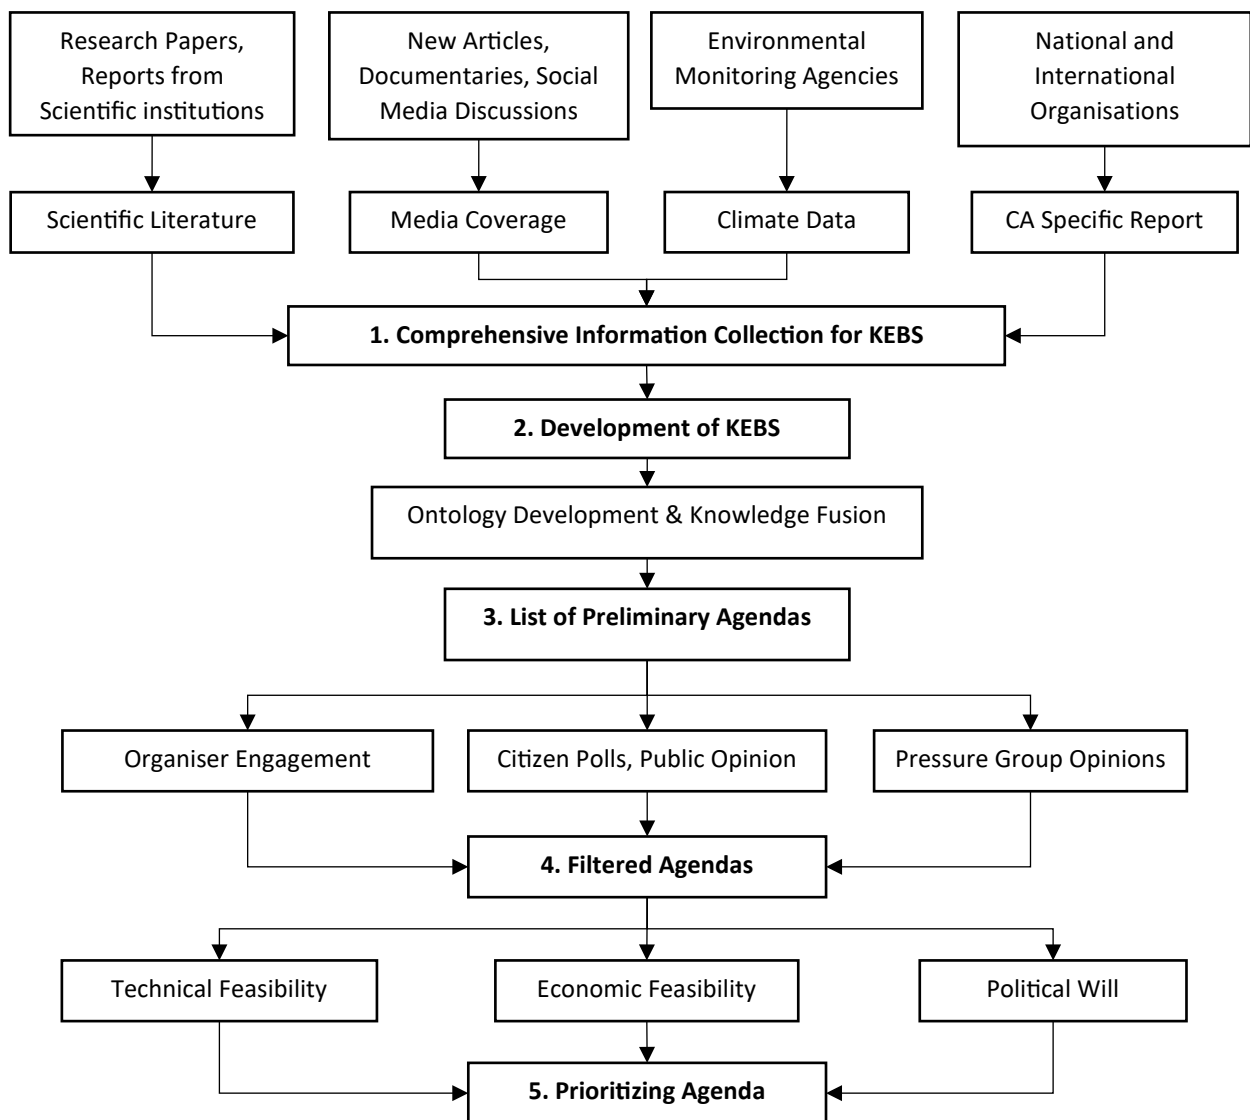 Research Papers,
Reports from
Scientific institutions
New Articles,
Documentaries, Social
Media Discussions
Environmental
Monitoring Agencies
National and
International
Organisations
Scientific Literature
Media Coverage
Climate Data
CA Specific Report
1. Comprehensive Information Collection for KEBS
2. Development of KEBS
Ontology Development & Knowledge Fusion
3. List of Preliminary Agendas
Organiser Engagement
Citizen Polls, Public Opinion
Pressure Group Opinions
4. Filtered Agendas
Technical Feasibility
Economic Feasibility
Political Will
5. Prioritizing Agenda